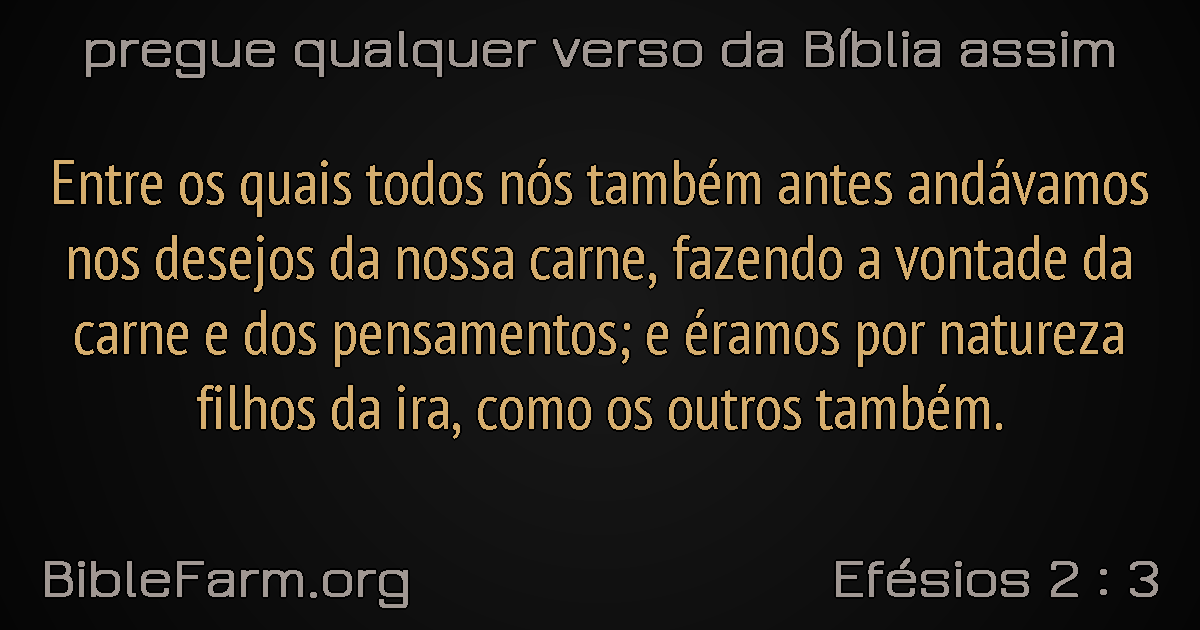 pregue qualquer verso da Bíblia assim
Entre os quais todos nós também antes andávamos
nos desejos da nossa carne, fazendo a vontade da
carne e dos pensamentos; e éramos por natureza
filhos da ira, como os outros também.
BibleFarm.org
Efésios 2 : 3